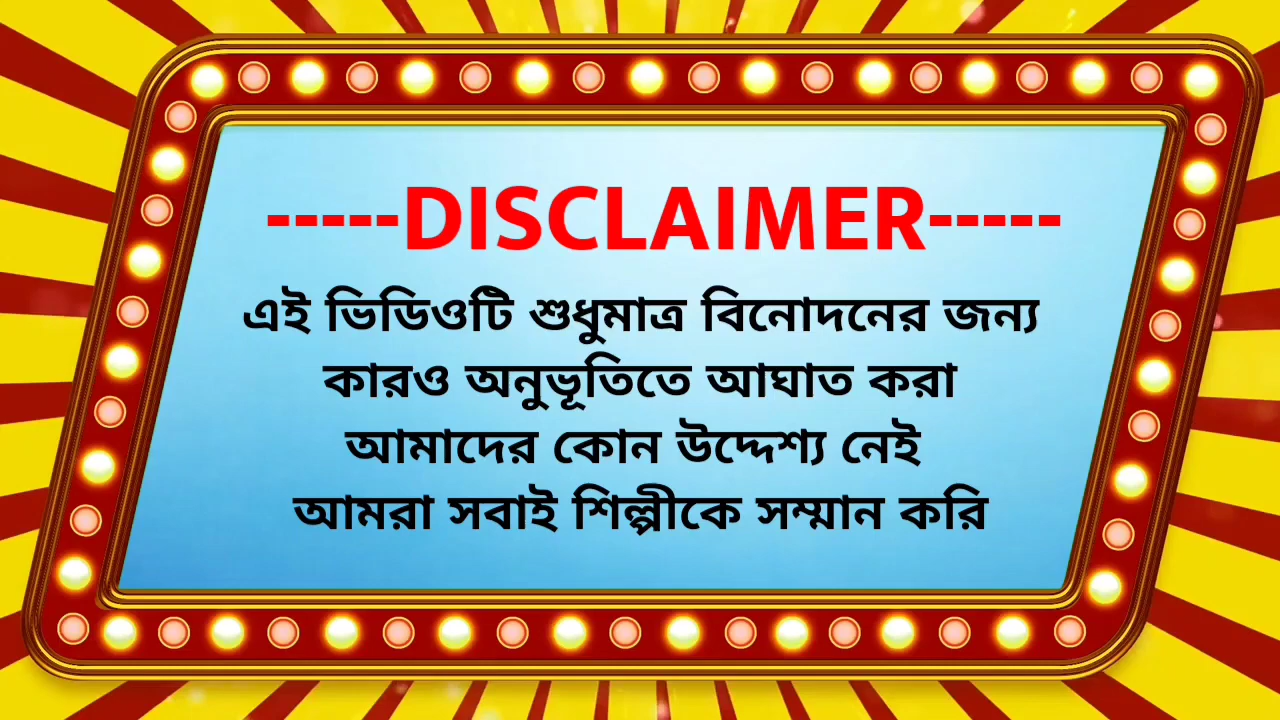 -----DISCLAIMER-----
এই ভিডিওটি শুধুমাত্র বিনোদনের জন্য
কারও অনুভূতিতে আঘাত করা
আমাদের কোন উদ্দেশ্য নেই
আমরা সবাই শিল্পীকে সম্মান করি